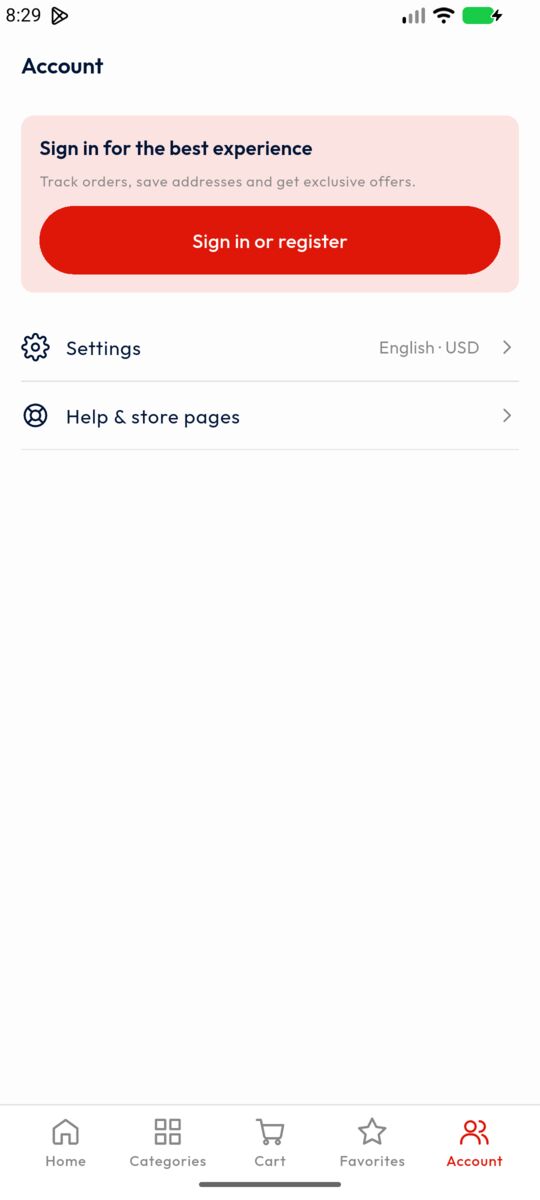 8:29
Account
Sign in for the best experience
Track orders, save addresses and get exclusive offers.
Sign in or register
Settings English · USD
Help & store pages
Home Categories Cart Favorites Account